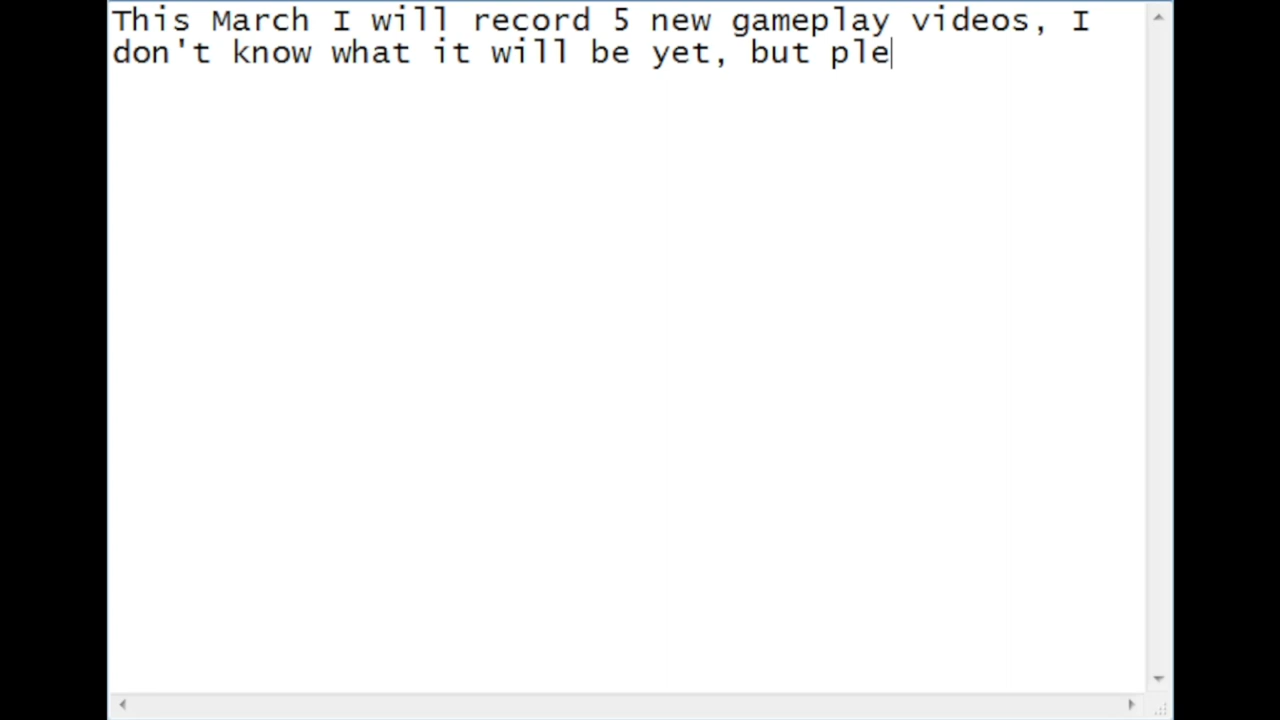 This March I will record 5 new gameplay videos, I
don't know what it will be yet, but ple